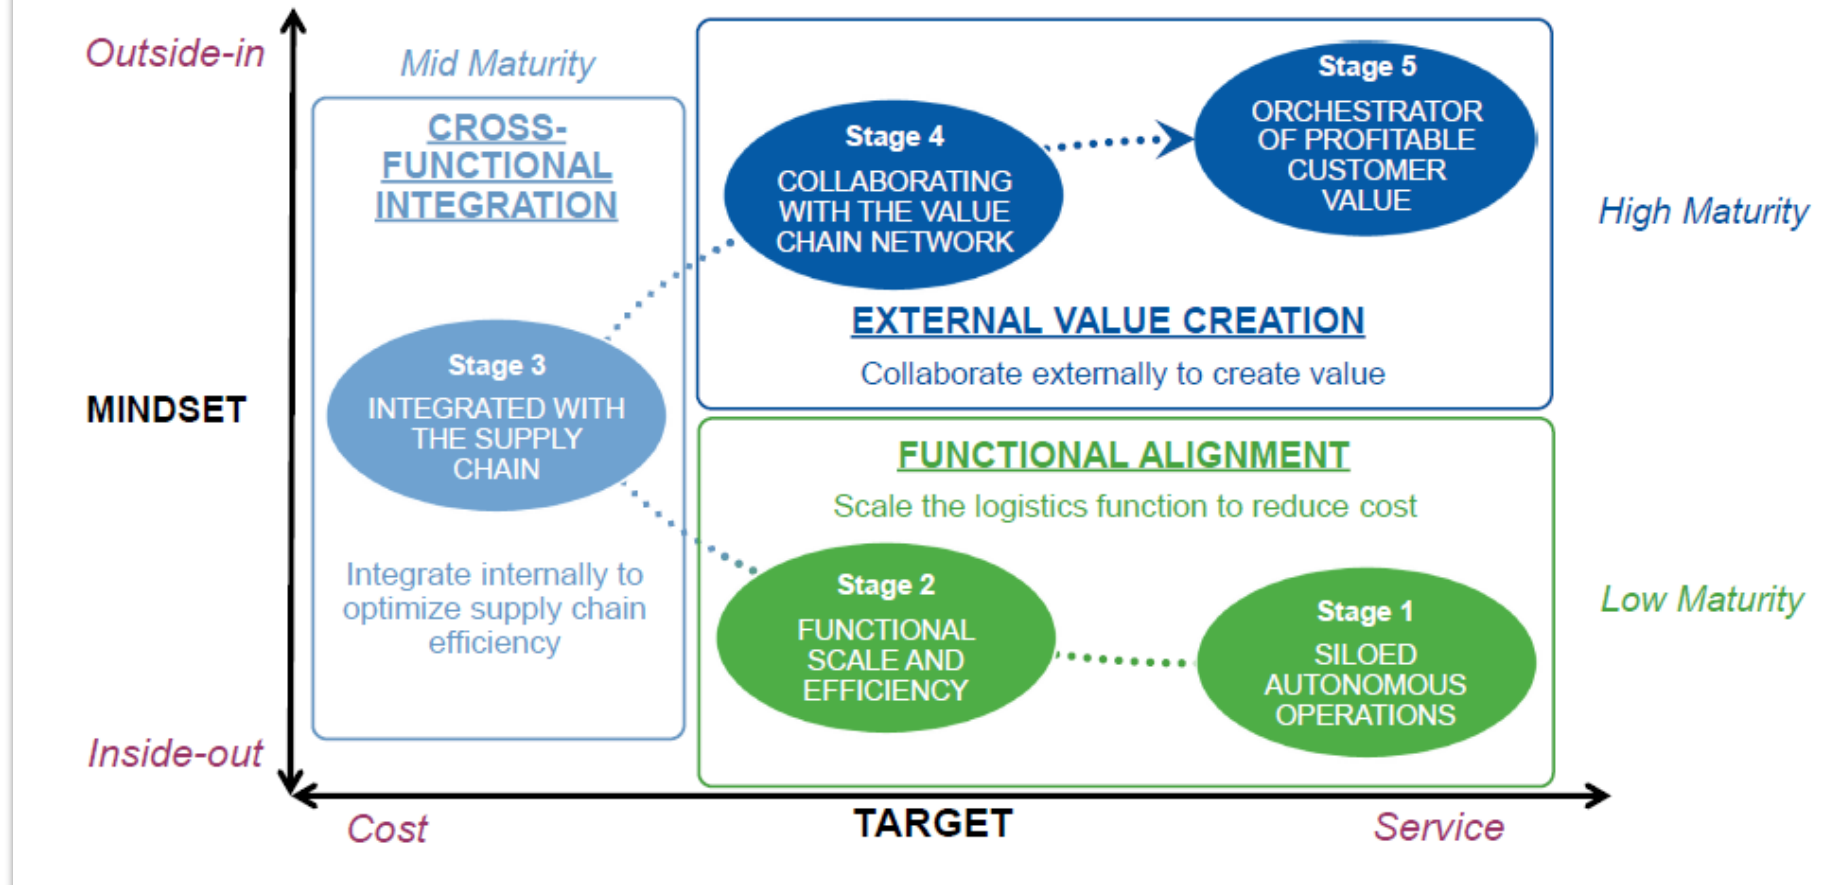 Outside-in
Mid Maturity
CROSS-
FUNCTIONAL
INTEGRATION
Stage 4
COLLABORATING
WITH THE VALUE
CHAIN NETWORK
Stage 5
ORCHESTRATOR
OF PROFITABLE
CUSTOMER
VALUE
High Maturity
EXTERNAL VALUE CREATION
Collaborate externally to create value
MINDSET
Stage 3
INTEGRATED WITH
THE SUPPLY
CHAIN
Integrate internally to
optimize supply chain
efficiency
FUNCTIONAL ALIGNMENT
Scale the logistics function to reduce cost
Stage 2
FUNCTIONAL
SCALE AND
EFFICIENCY
Stage 1
SILOED
AUTONOMOUS
OPERATIONS
Low Maturity
Inside-out
Cost
TARGET
Service